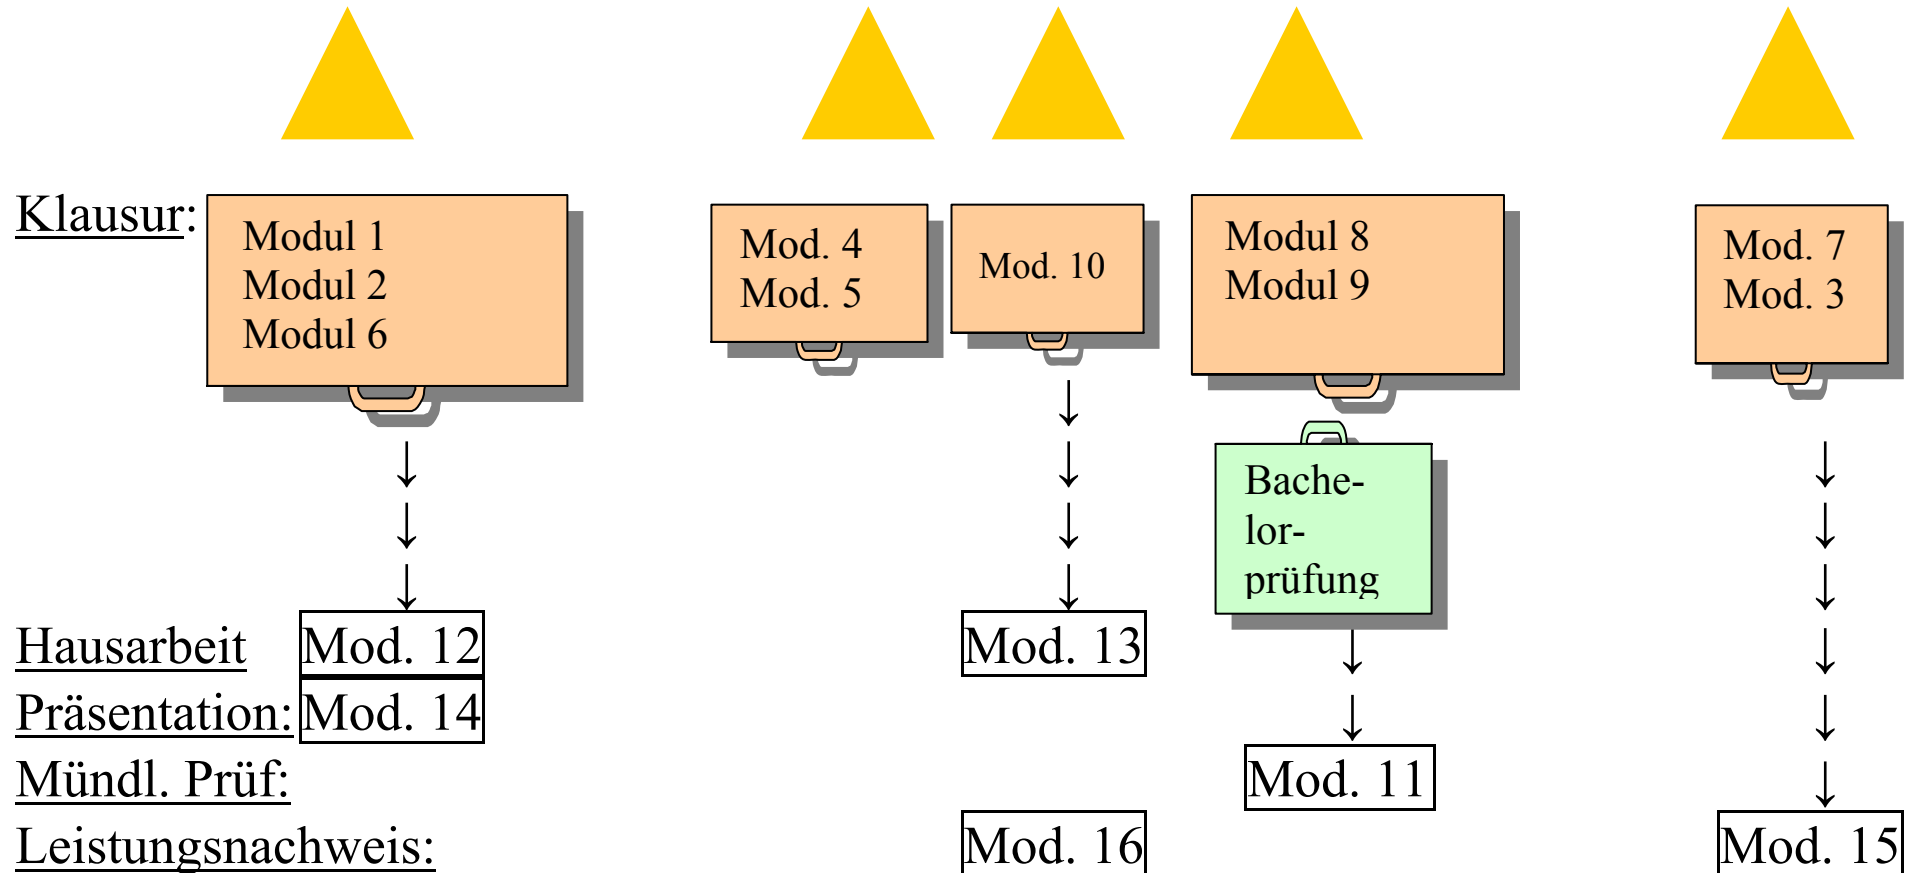 Klausur:
Modul 1
Modul 2
Modul 6
Mod. 4
Mod. 5
Mod. 10
Modul 8
Modul 9
Mod. 7
Mod. 3
Bache-
lor-
prüfung
Hausarbeit
Mod. 12
Mod. 13
Präsentation:
Mod. 14
Mündl. Prüf:
Mod. 11
Leistungsnachweis:
Mod. 16
Mod. 15